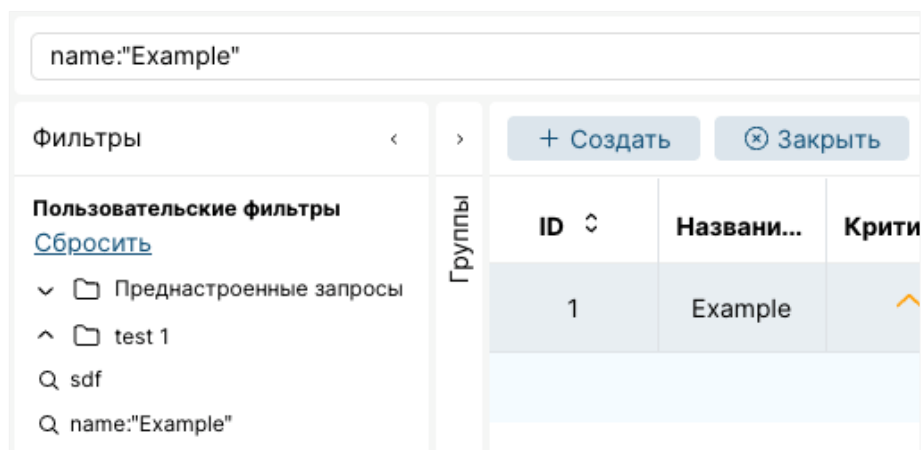 name:"Example"
Фильтры
Пользовательские фильтры
Сбросить
Преднастроенные запросы
test 1
sdf
name:"Example"
Группы
+ Создать
Закрыть
ID
Названи...
Крити
1
Example